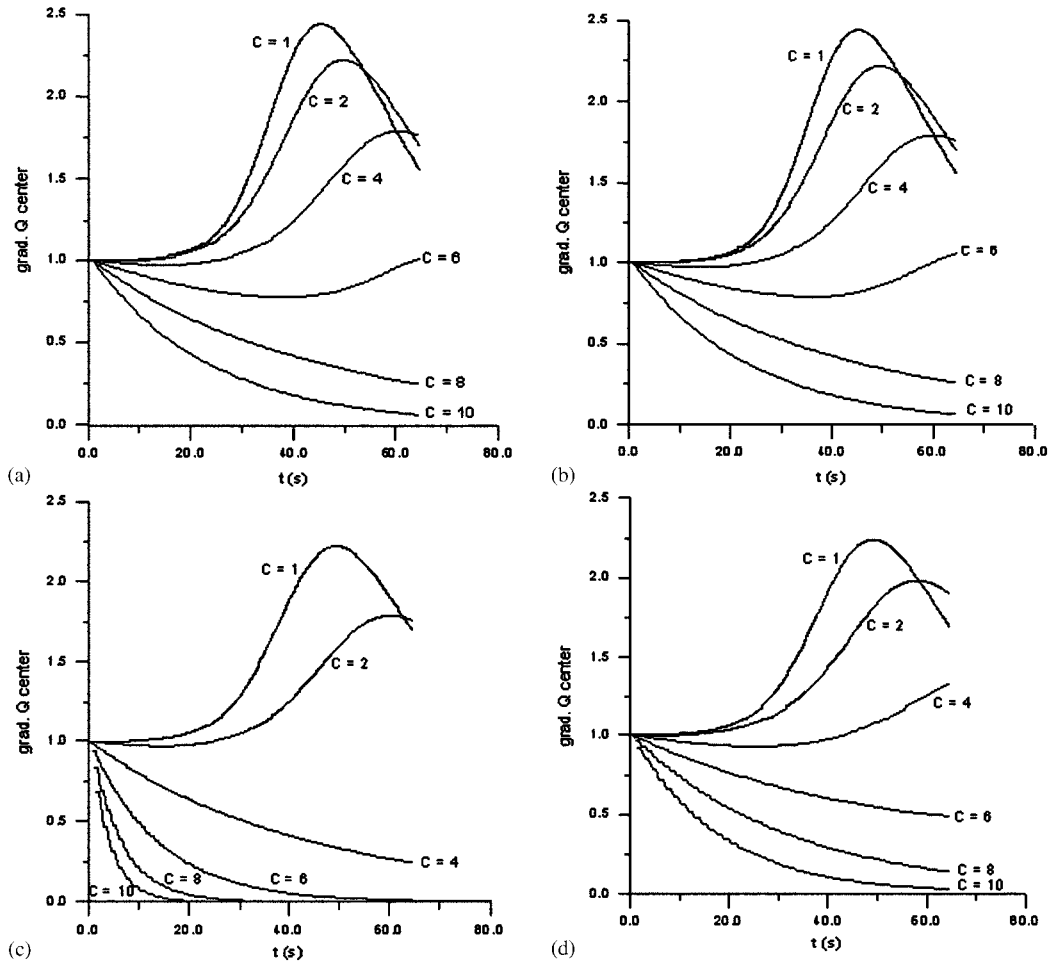 2.5
C = 1
2.0
C = 2
1.5
C = 4
grad. Q center
1.0
C = 6
0.5
C = 8
C = 10
0.0
0.0 20.0 40.0 60.0 80.0
(a)
t (s)
2.5
C = 1
2.0
C = 2
1.5
C = 4
grad. Q center
1.0
C = 6
0.5
C = 8
C = 10
0.0
0.0 20.0 40.0 60.0 80.0
(b)
t (s)
2.5
2.0
C = 1
1.5
C = 2
grad. Q center
1.0
0.5
C = 4
C = 10 C = 8 C = 6
0.0
0.0 20.0 40.0 60.0 80.0
(c)
t (s)
2.5
C = 1
2.0
C = 2
1.5
C = 4
grad. Q center
1.0
0.5
C = 6
C = 8
C = 10
0.0
0.0 20.0 40.0 60.0 80.0
(d)
t (s)